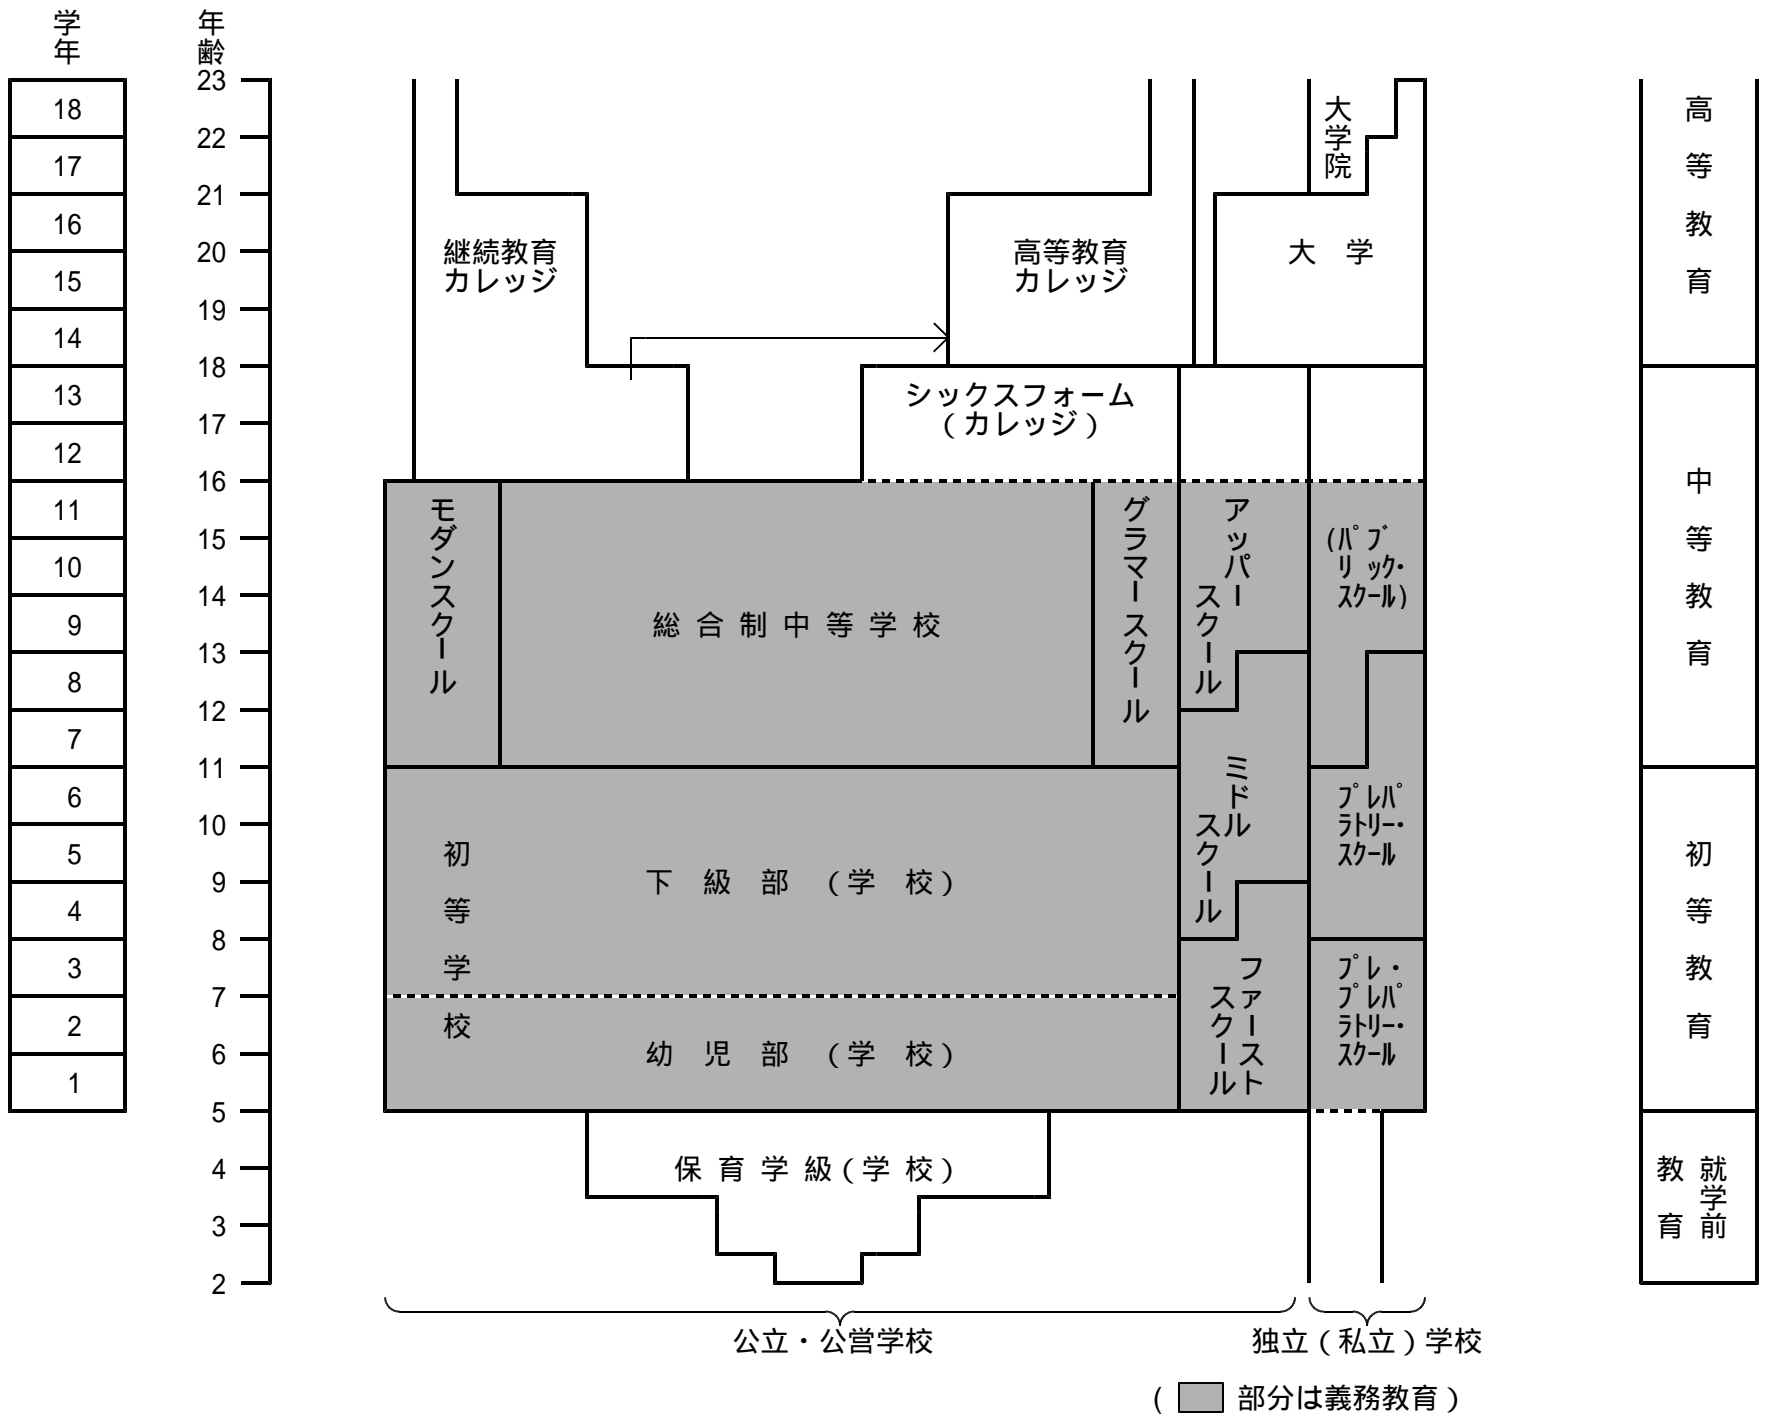 学年
年齢
23
18
22
17
21
16
20
15
19
14
18
13
17
12
16
11
15
10
14
9
13
8
12
7
11
6
10
5
9
4
8
3
7
2
6
1
5
4
3
2
継続教育
カレッジ
高等教育
カレッジ
大学
大学院
シックスフォーム
(カレッジ)
モダンスクール
総合制中等学校
グラマースクール
アッパー
スクール
(パブ
リック・
スクール)
ミドル
スクール
プレパ
ラトリー・
スクール
初等学校
下級部(学校)
幼児部(学校)
ファースト
スクール
プレ・
プレパ
ラトリー・
スクール
保育学級(学校)
高等教育
中等教育
初等教育
就学前
教育
公立・公営学校
独立(私立)学校
( 部分は義務教育)